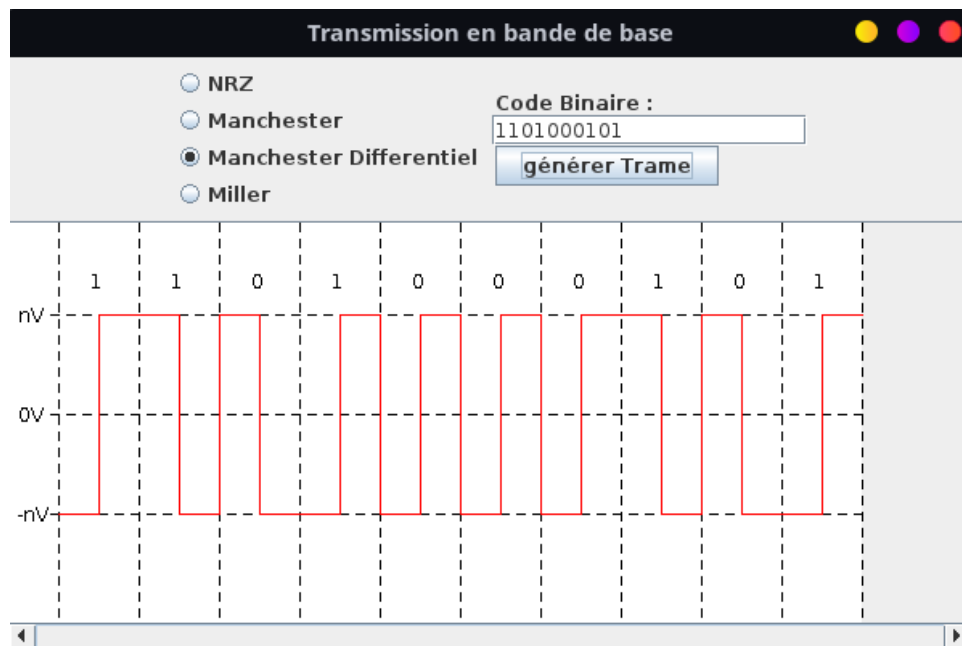 Transmission en bande de base
NRZ
Manchester
Manchester Differentiel
Miller
Code Binaire :
1101000101
générer Trame
1 1 0 1 0 0 0 1 0 1
nV
0V
-nV